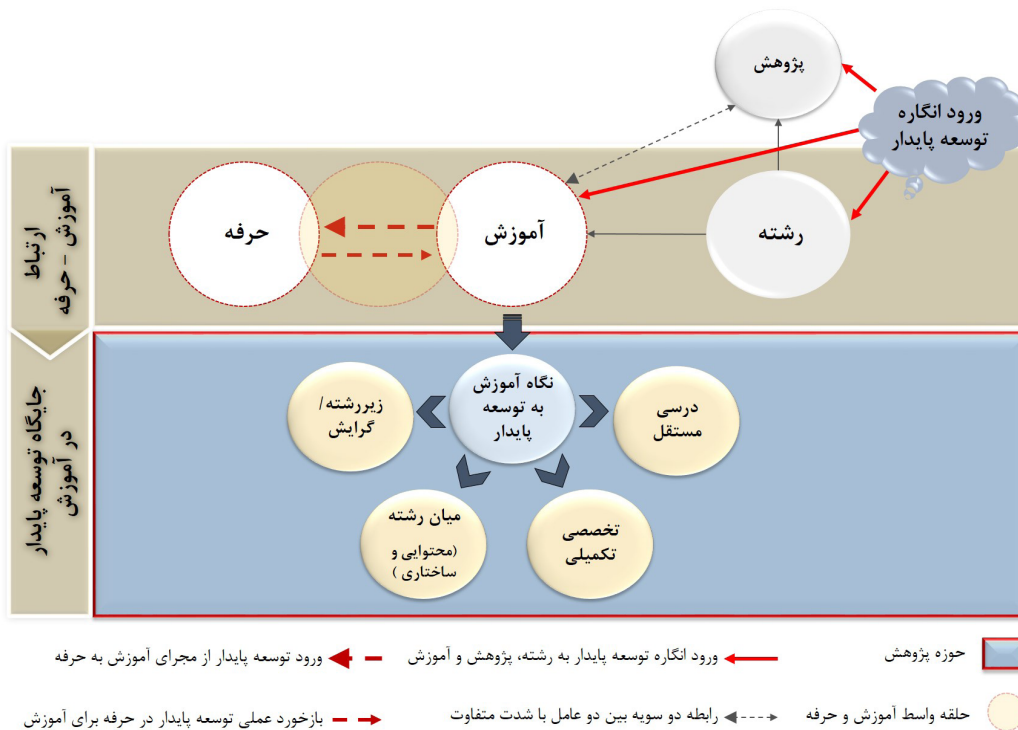 پژوهش
ورود انگاره
توسعه پایدار
ارتباط
آموزش - حرفه
رشته
آموزش
حرفه
جایگاه توسعه پایدار
در آموزش
نگاه آموزش
به توسعه
پایدار
درسی
مستقل
زیررشته/
گرایش
تخصصی
تکمیلی
میان رشته
(محتوایی و
ساختاری )
حوزه پژوهش
ورود انگاره توسعه پایدار به رشته، پژوهش و آموزش
ورود توسعه پایدار از مجرای آموزش به حرفه
حلقه واسط آموزش و حرفه
رابطه دو سویه بین دو عامل با شدت متفاوت
بازخورد عملی توسعه پایدار در حرفه برای آموزش